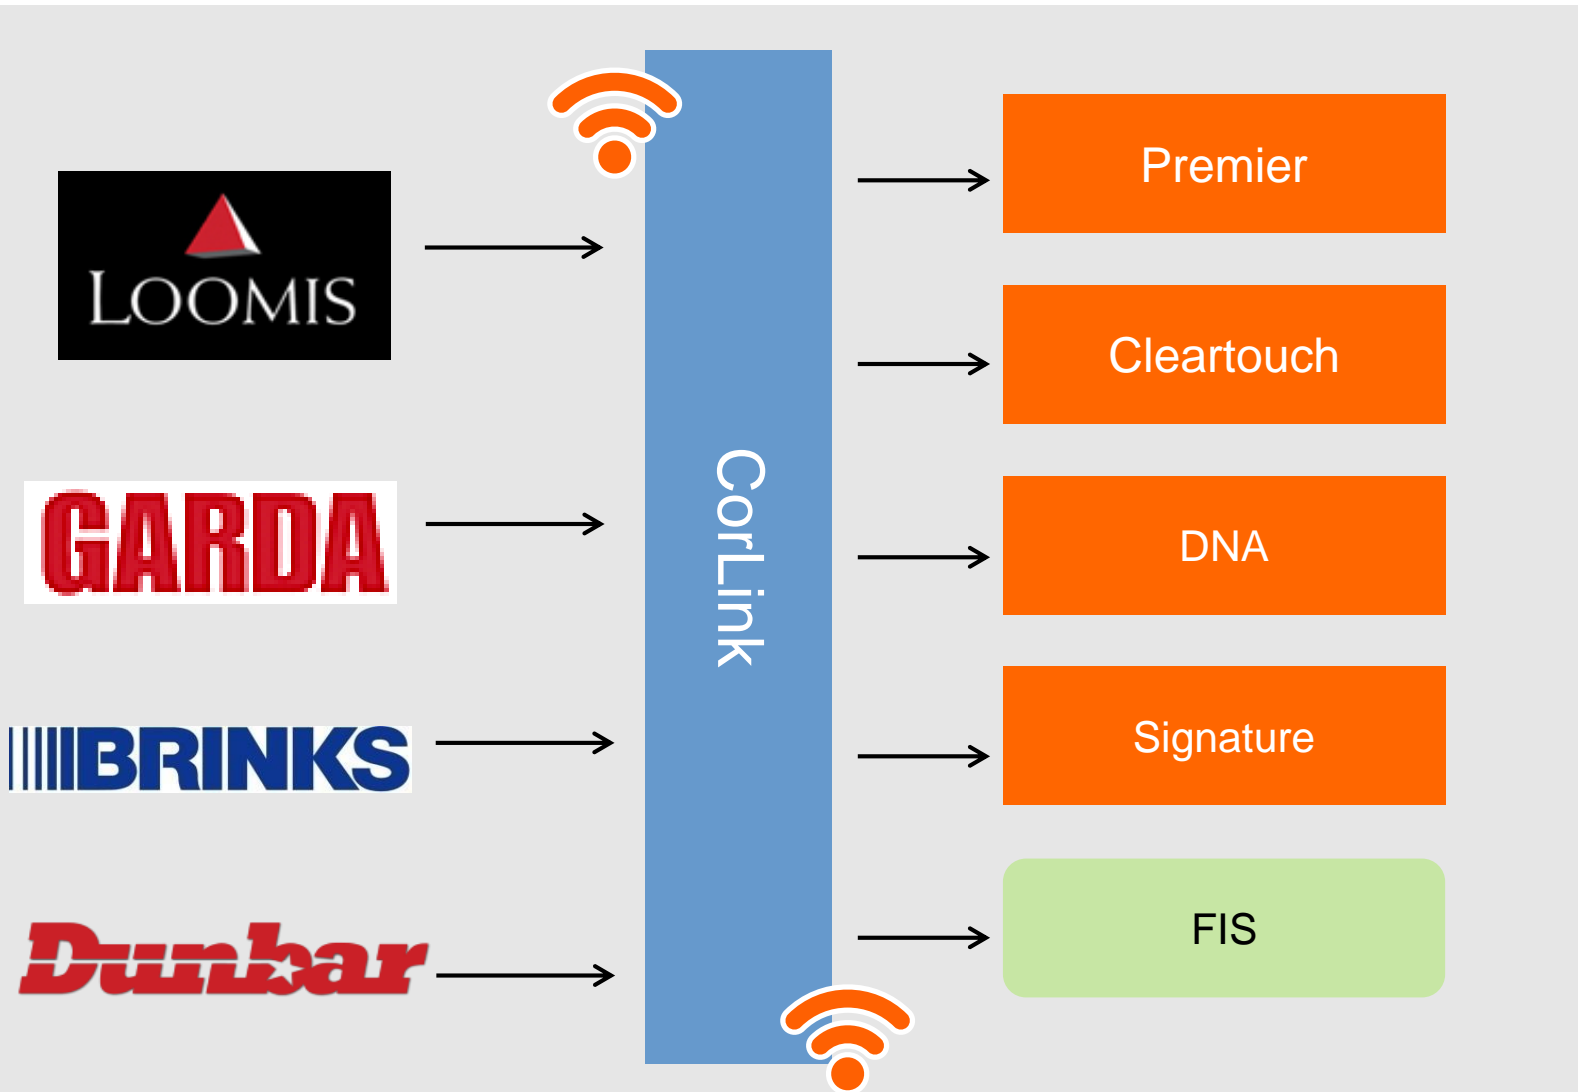 LOOMIS
GARDA
BRINKS
Dunbar
CorLink
Premier
Cleartouch
DNA
Signature
FIS